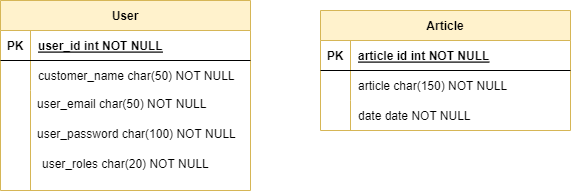 User
PK user_id int NOT NULL
customer_name char(50) NOT NULL
user_email char(50) NOT NULL
user_password char(100) NOT NULL
user_roles char(20) NOT NULL
Article
PK article id int NOT NULL
article char(150) NOT NULL
date date NOT NULL